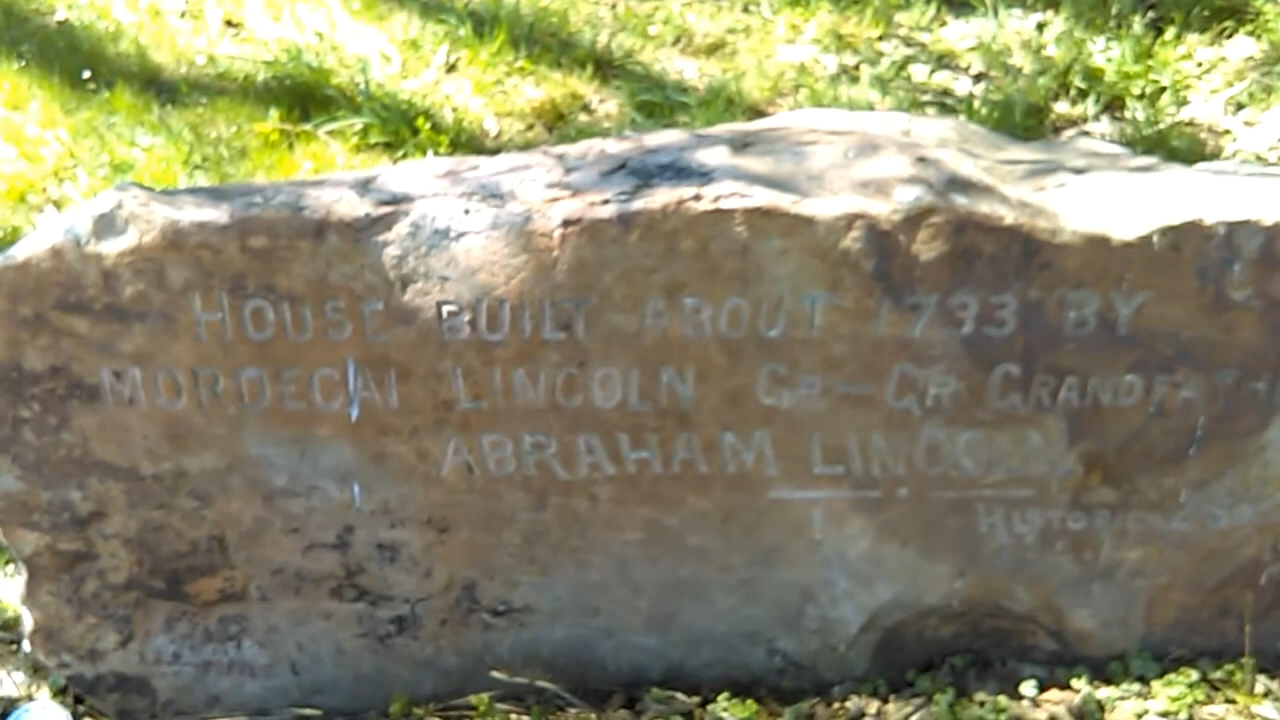 HOUSE BUILT ABOUT 1733 BY
MORDECAI LINCOLN GR-GR GRANDFATH
ABRAHAM LINCOLN